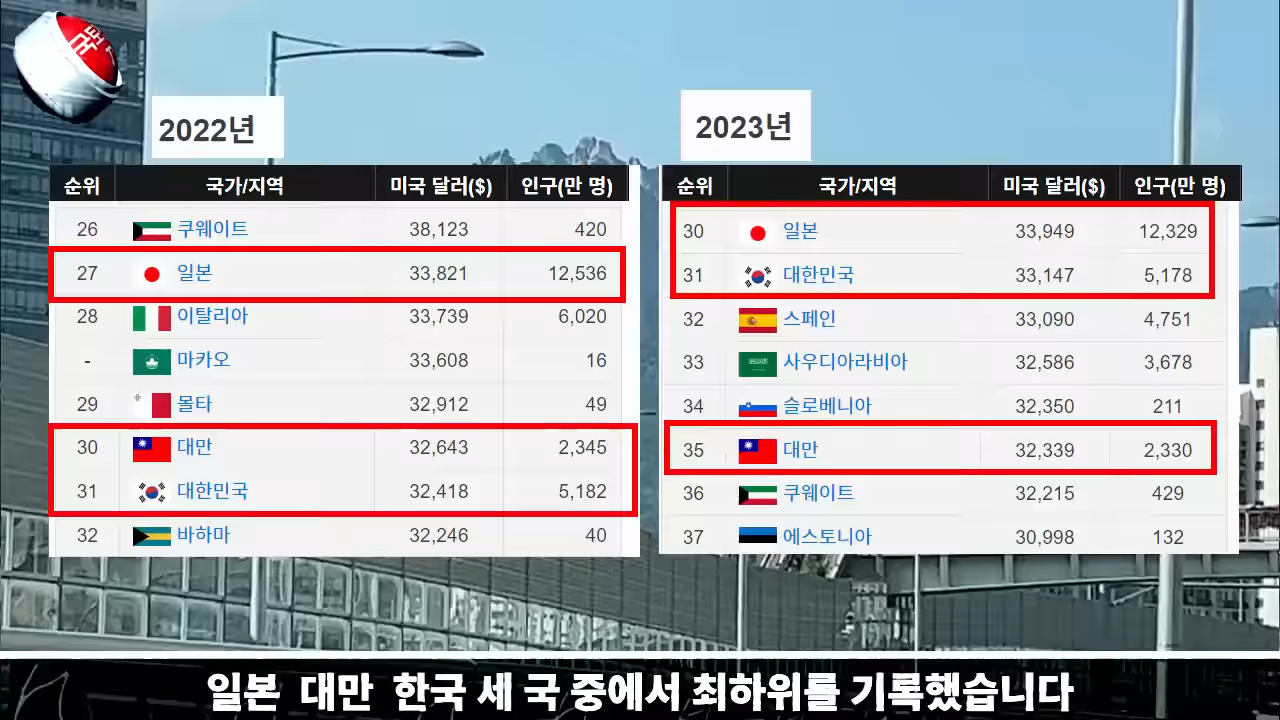 2022년
순위 국가/지역 미국 달러($) 인구(만 명)
26 쿠웨이트 38,123 420
27 일본 33,821 12,536
28 이탈리아 33,739 6,020
- 마카오 33,608 16
29 몰타 32,912 49
30 대만 32,643 2,345
31 대한민국 32,418 5,182
32 바하마 32,246 40
2023년
순위 국가/지역 미국 달러($) 인구(만 명)
30 일본 33,949 12,329
31 대한민국 33,147 5,178
32 스페인 33,090 4,751
33 사우디아라비아 32,586 3,678
34 슬로베니아 32,350 211
35 대만 32,339 2,330
36 쿠웨이트 32,215 429
37 에스토니아 30,998 132
일본 대만 한국 세 국 중에서 최하위를 기록했습니다